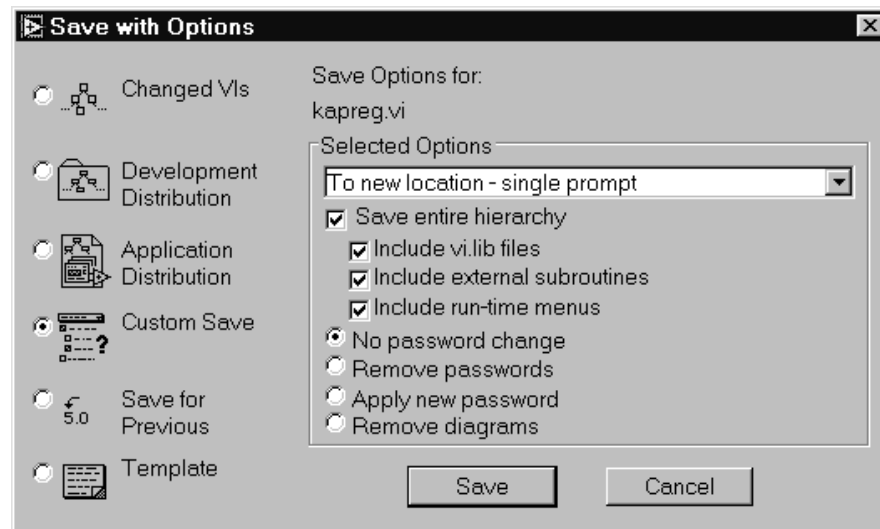 Save with Options
Changed VIs
Development
Distribution
Application
Distribution
Custom Save
5.0
Save for
Previous
Template
Save Options for:
kapreg.vi
Selected Options
To new location - single prompt
Save entire hierarchy
Include vi.lib files
Include external subroutines
Include run-time menus
No password change
Remove passwords
Apply new password
Remove diagrams
Save
Cancel